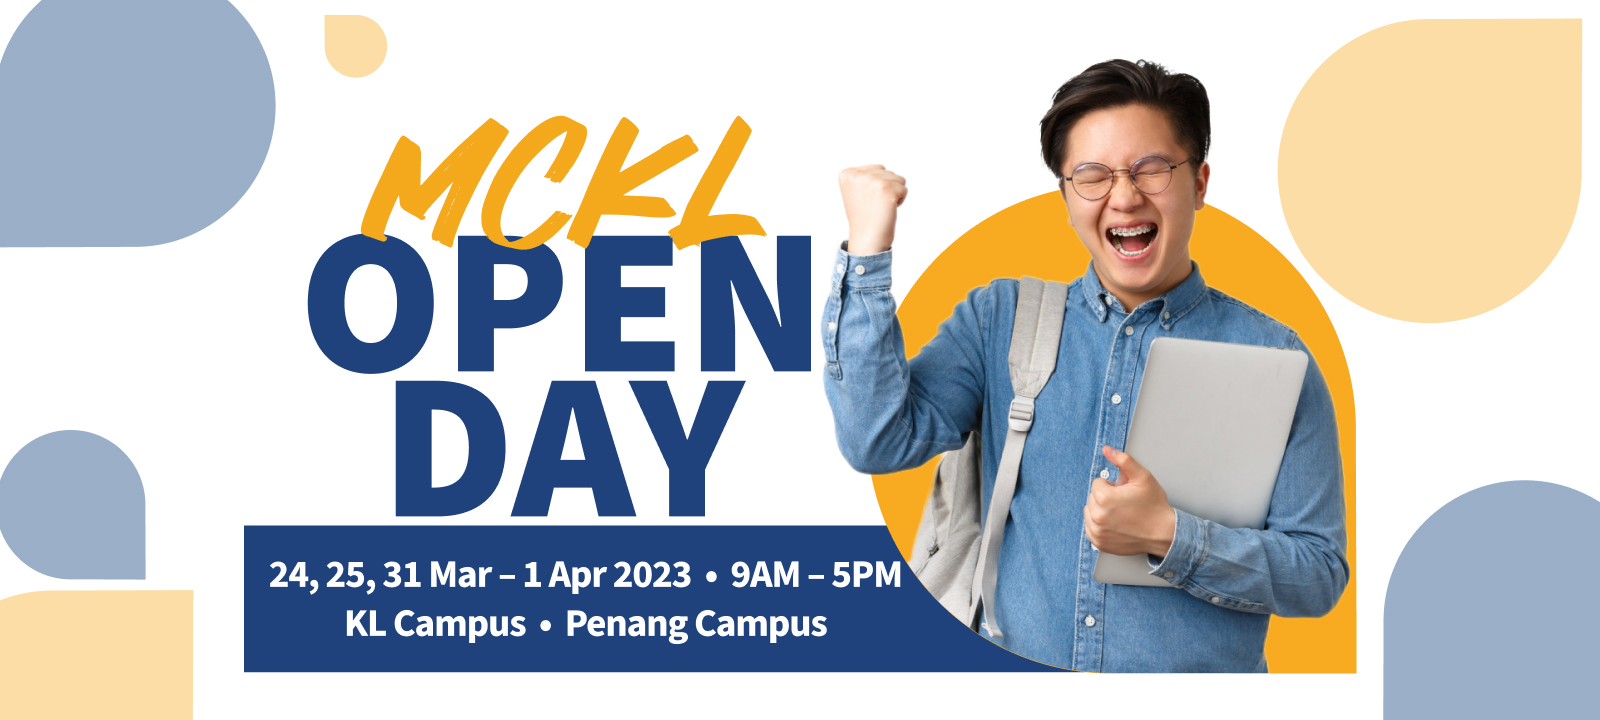 MCKL
OPEN
DAY
24, 25, 31 Mar – 1 Apr 2023 • 9AM – 5PM
KL Campus • Penang Campus